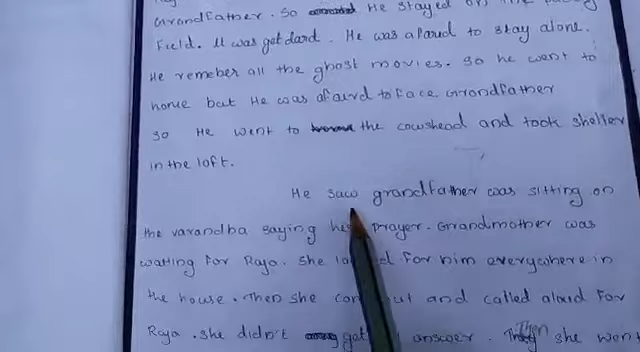 Grandfather. So He stayed on the
Field. It was get dard. He was afared to stay alone.
He remeber all the ghost movies. so he went to
home but He was afaird to face Grandfather
so He went to the cowshead and took shelter
in the loft.
He saw grandfather was sitting on
the varandha saying prayer. Grandmother was
waiting for Raja. She for him everywhere in
the house. Then she and called aloud for
Raja. she didn't got answer. Then she went